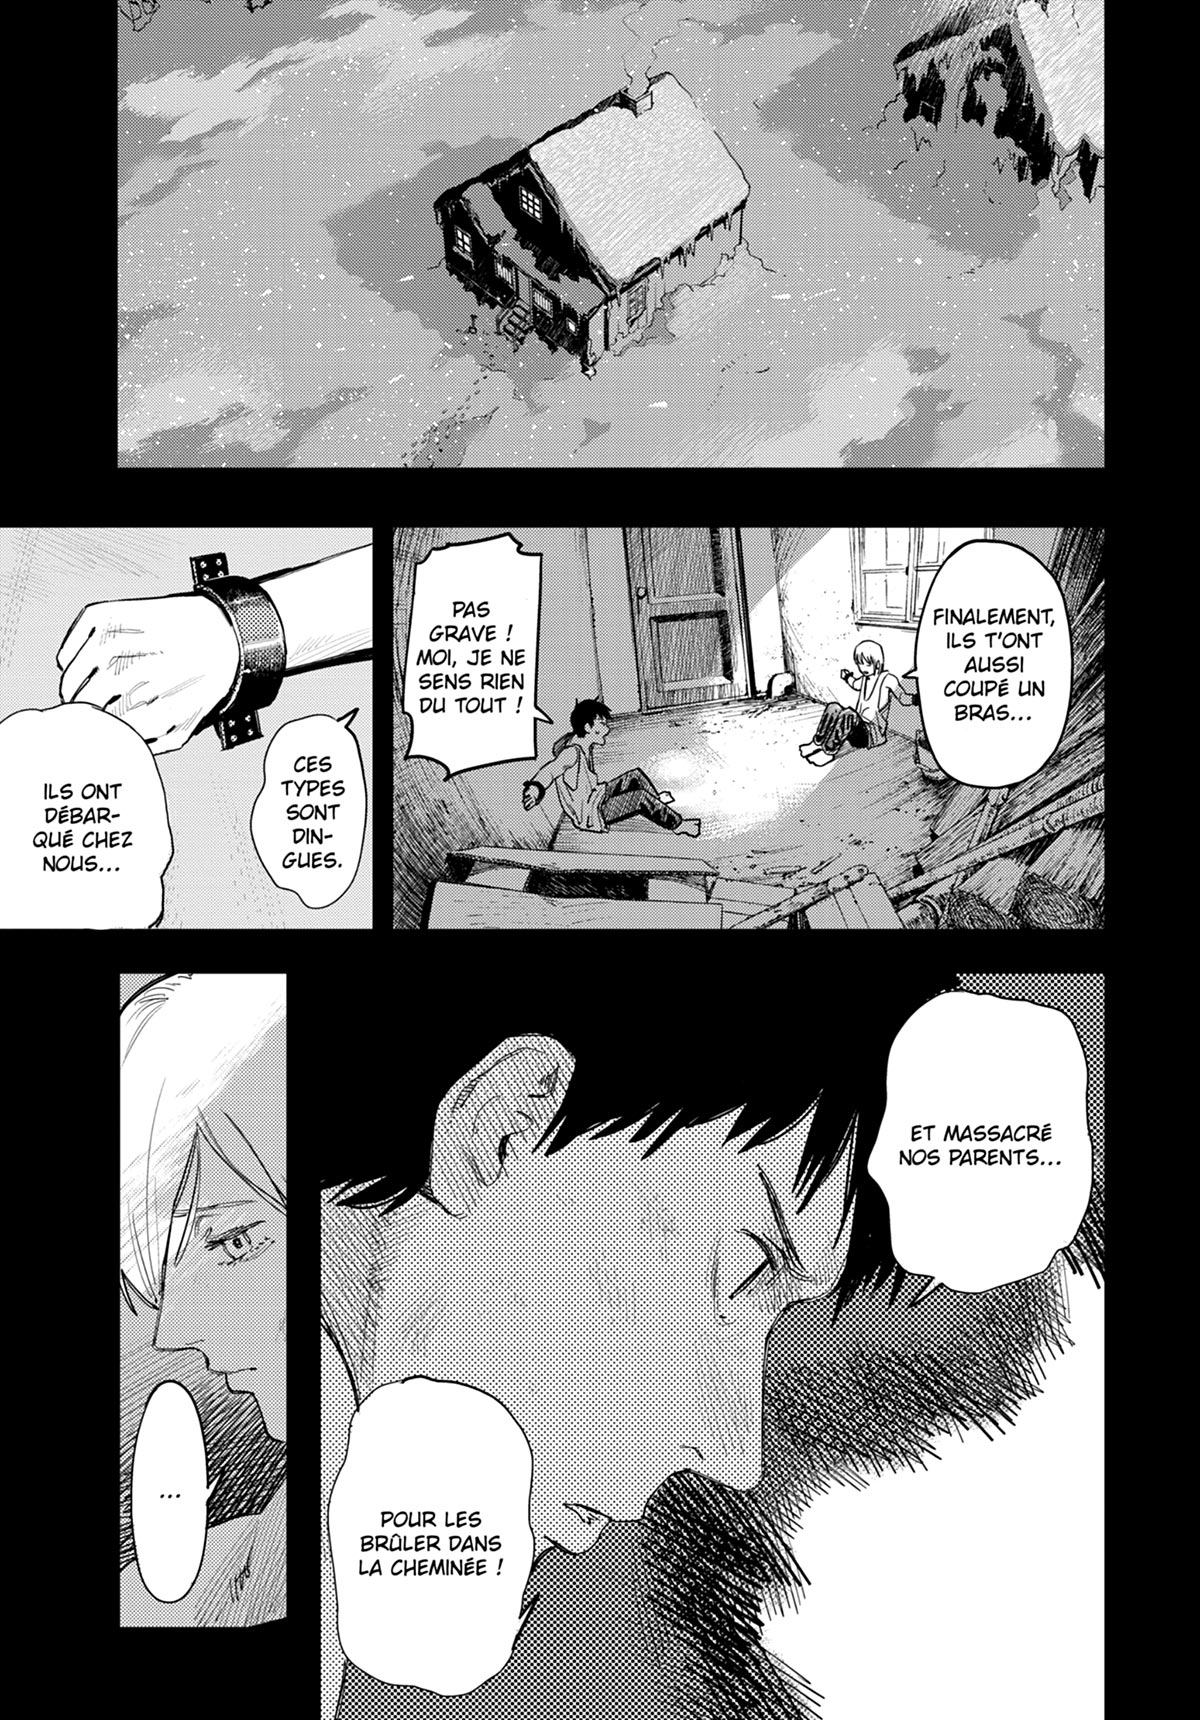 FINALEMENT,
ILS T'ONT
AUSSI
COUPÉ UN
BRAS...
PAS
GRAVE !
MOI, JE NE
SENS RIEN
DU TOUT !
CES
TYPES
SONT
DIN-
GUES.
ILS ONT
DÉBAR-
QUÉ CHEZ
NOUS...
ET MASSACRÉ
NOS PARENTS...
POUR LES
BRÛLER DANS
LA CHEMINÉE !
...